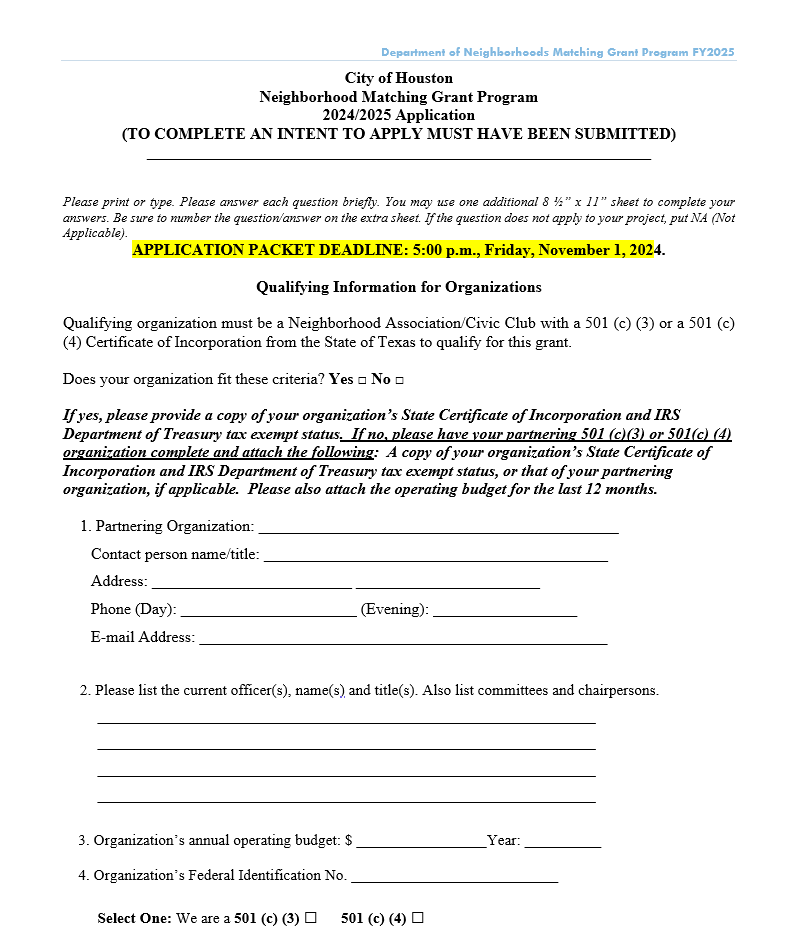 Department of Neighborhoods Matching Grant Program FY2025
City of Houston
Neighborhood Matching Grant Program
2024/2025 Application
(TO COMPLETE AN INTENT TO APPLY MUST HAVE BEEN SUBMITTED)
Please print or type. Please answer each question briefly. You may use one additional 8 ½” x 11” sheet to complete your
answers. Be sure to number the question/answer on the extra sheet. If the question does not apply to your project, put NA (Not
Applicable).
APPLICATION PACKET DEADLINE: 5:00 p.m., Friday, November 1, 2024.
Qualifying Information for Organizations
Qualifying organization must be a Neighborhood Association/Civic Club with a 501 (c) (3) or a 501 (c)
(4) Certificate of Incorporation from the State of Texas to qualify for this grant.
Does your organization fit these criteria? Yes □ No □
If yes, please provide a copy of your organization’s State Certificate of Incorporation and IRS
Department of Treasury tax exempt status. If no, please have your partnering 501 (c)(3) or 501(c) (4)
organization complete and attach the following: A copy of your organization’s State Certificate of
Incorporation and IRS Department of Treasury tax exempt status, or that of your partnering
organization, if applicable. Please also attach the operating budget for the last 12 months.
1. Partnering Organization: ____________________
Contact person name/title: ____________________
Address: ____________________ ____________________
Phone (Day): ____________________ (Evening): ____________________
E-mail Address: ____________________
2. Please list the current officer(s), name(s) and title(s). Also list committees and chairpersons.
3. Organization’s annual operating budget: $ ____________________Year: __________
4. Organization’s Federal Identification No. ____________________
Select One: We are a 501 (c) (3) ☐ 501 (c) (4) ☐